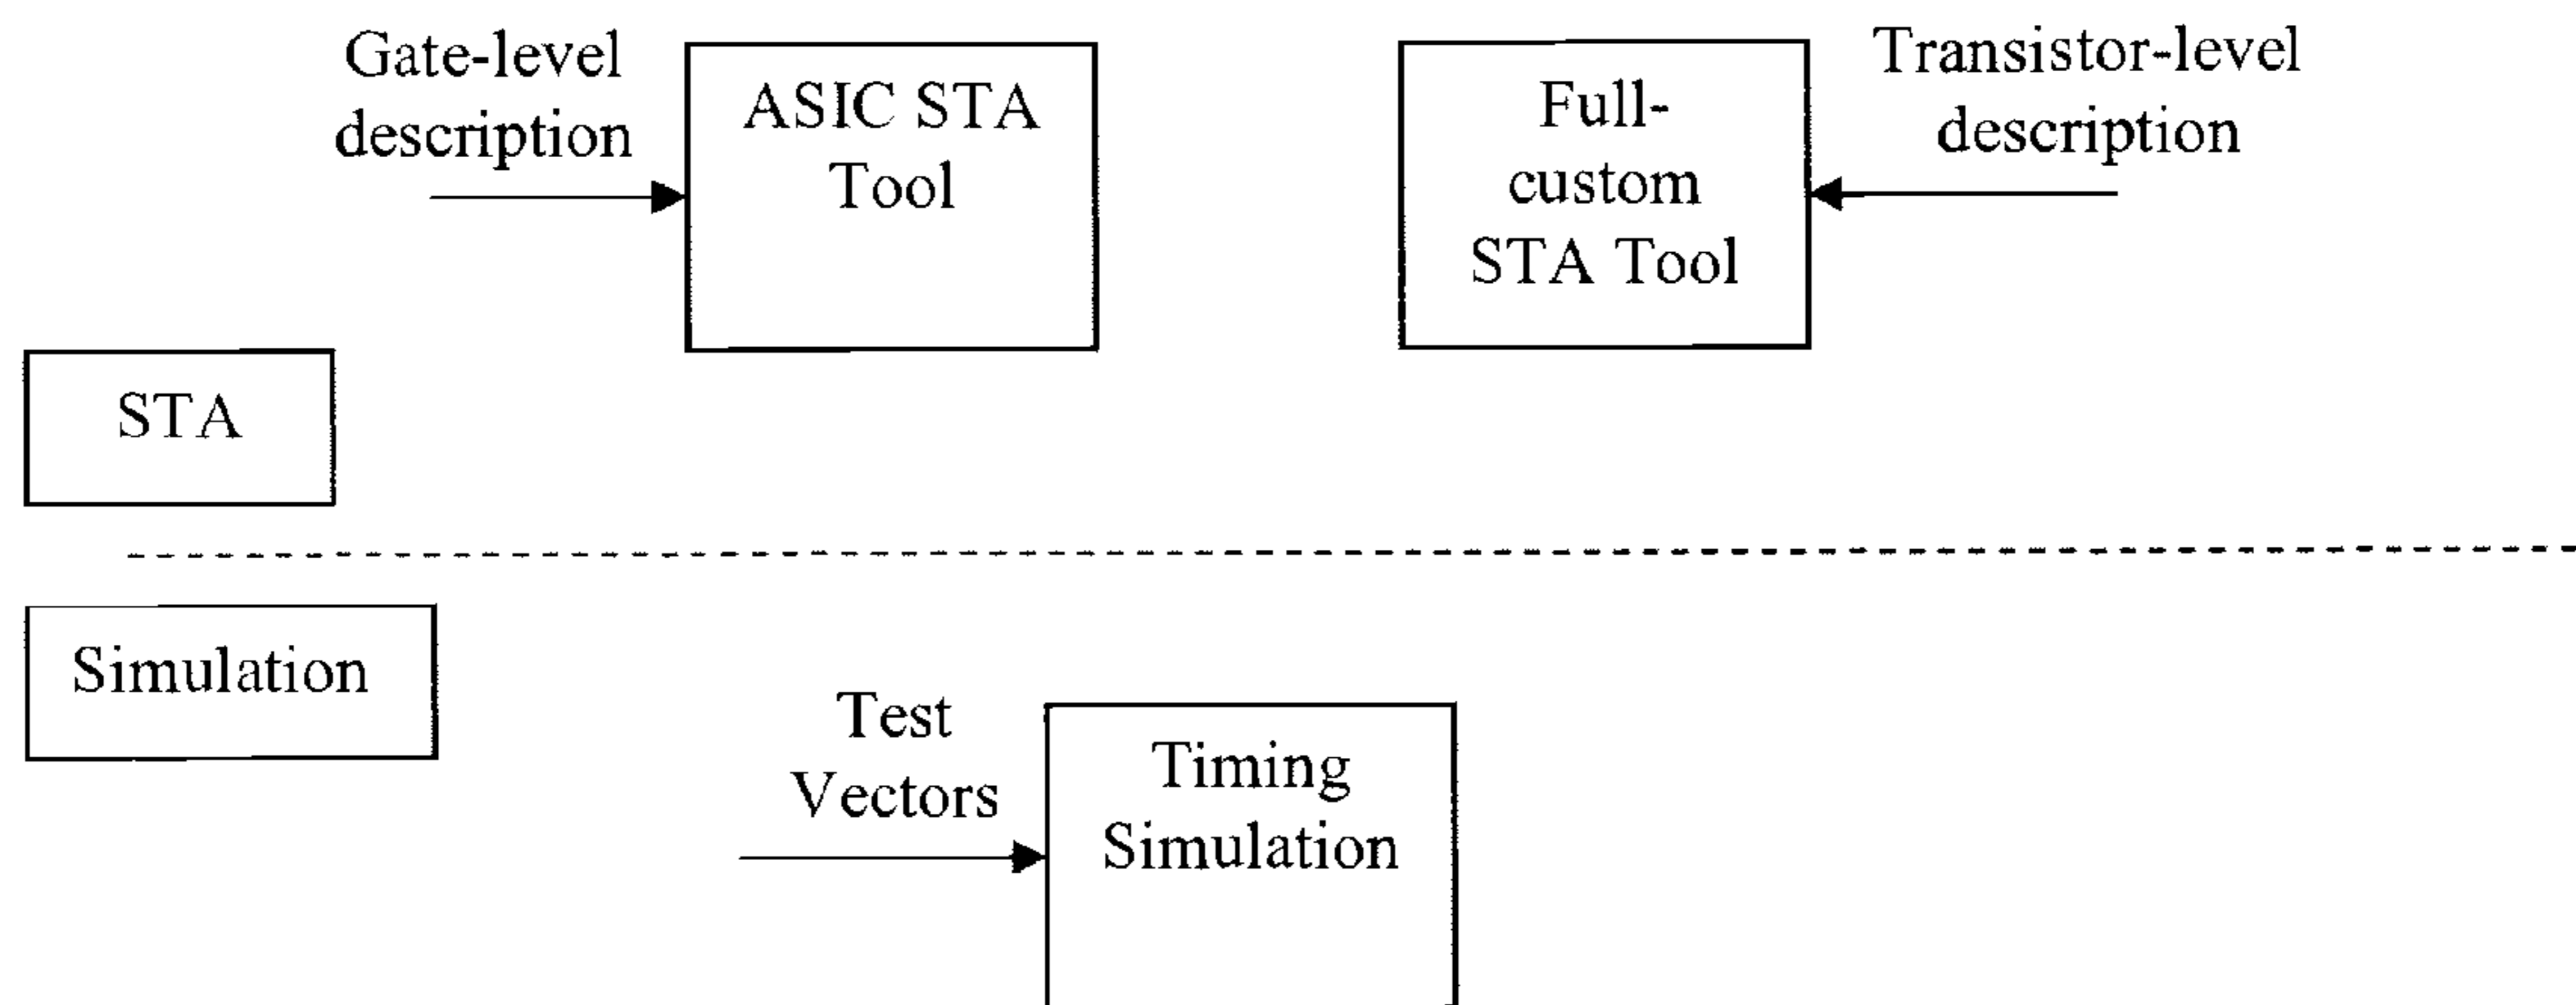 Gate-level
description
ASIC STA
Tool
Full-
custom
STA Tool
Transistor-level
description
STA
Simulation
Test
Vectors
Timing
Simulation